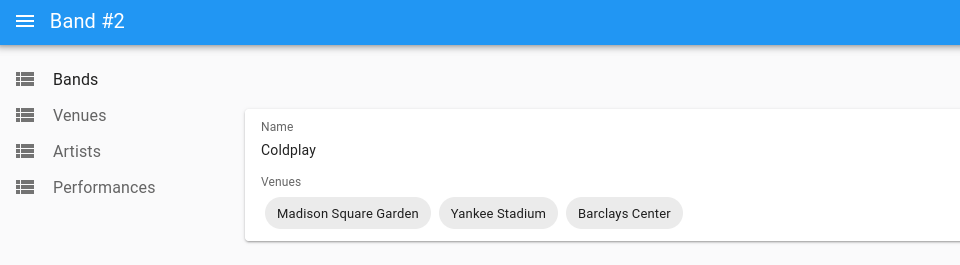 Band #2
Bands
Venues
Artists
Performances
Name
Coldplay
Venues
Madison Square Garden Yankee Stadium Barclays Center